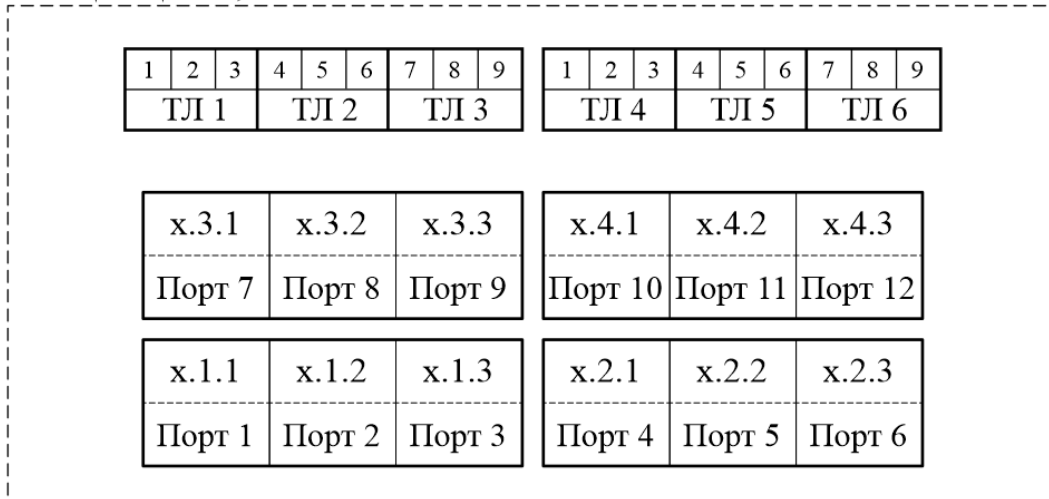 1 2 3 4 5 6 7 8 9 1 2 3 4 5 6 7 8 9
ТЛ 1 ТЛ 2 ТЛ 3 ТЛ 4 ТЛ 5 ТЛ 6
х.3.1 х.3.2 х.3.3 х.4.1 х.4.2 х.4.3
Порт 7 Порт 8 Порт 9 Порт 10 Порт 11 Порт 12
х.1.1 х.1.2 х.1.3 х.2.1 х.2.2 х.2.3
Порт 1 Порт 2 Порт 3 Порт 4 Порт 5 Порт 6